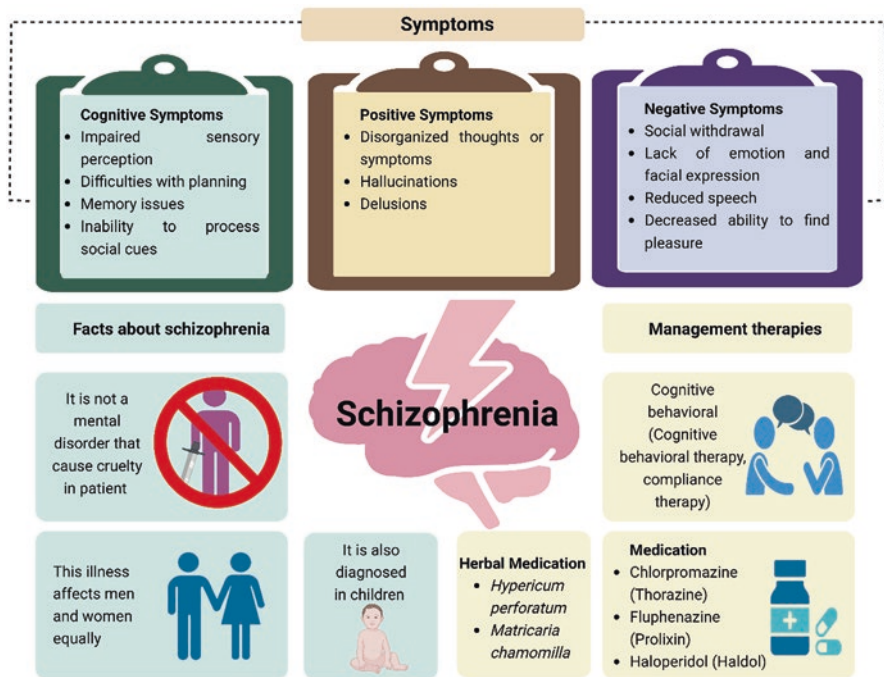 Symptoms
Cognitive Symptoms
• Impaired sensory
perception
• Difficulties with planning
• Memory issues
• Inability to process
social cues
Positive Symptoms
• Disorganized thoughts or
symptoms
• Hallucinations
• Delusions
Negative Symptoms
• Social withdrawal
• Lack of emotion and
facial expression
• Reduced speech
• Decreased ability to find
pleasure
Facts about schizophrenia
It is not a
mental
disorder that
cause cruelty
in patient
This illness
affects men
and women
equally
It is also
diagnosed
in children
Schizophrenia
Management therapies
Cognitive
behavioral
(Cognitive
behavioral therapy,
compliance
therapy)
Herbal Medication
• Hypericum
perforatum
• Matricaria
chamomilla
Medication
• Chlorpromazine
(Thorazine)
• Fluphenazine
(Prolixin)
• Haloperidol (Haldol)